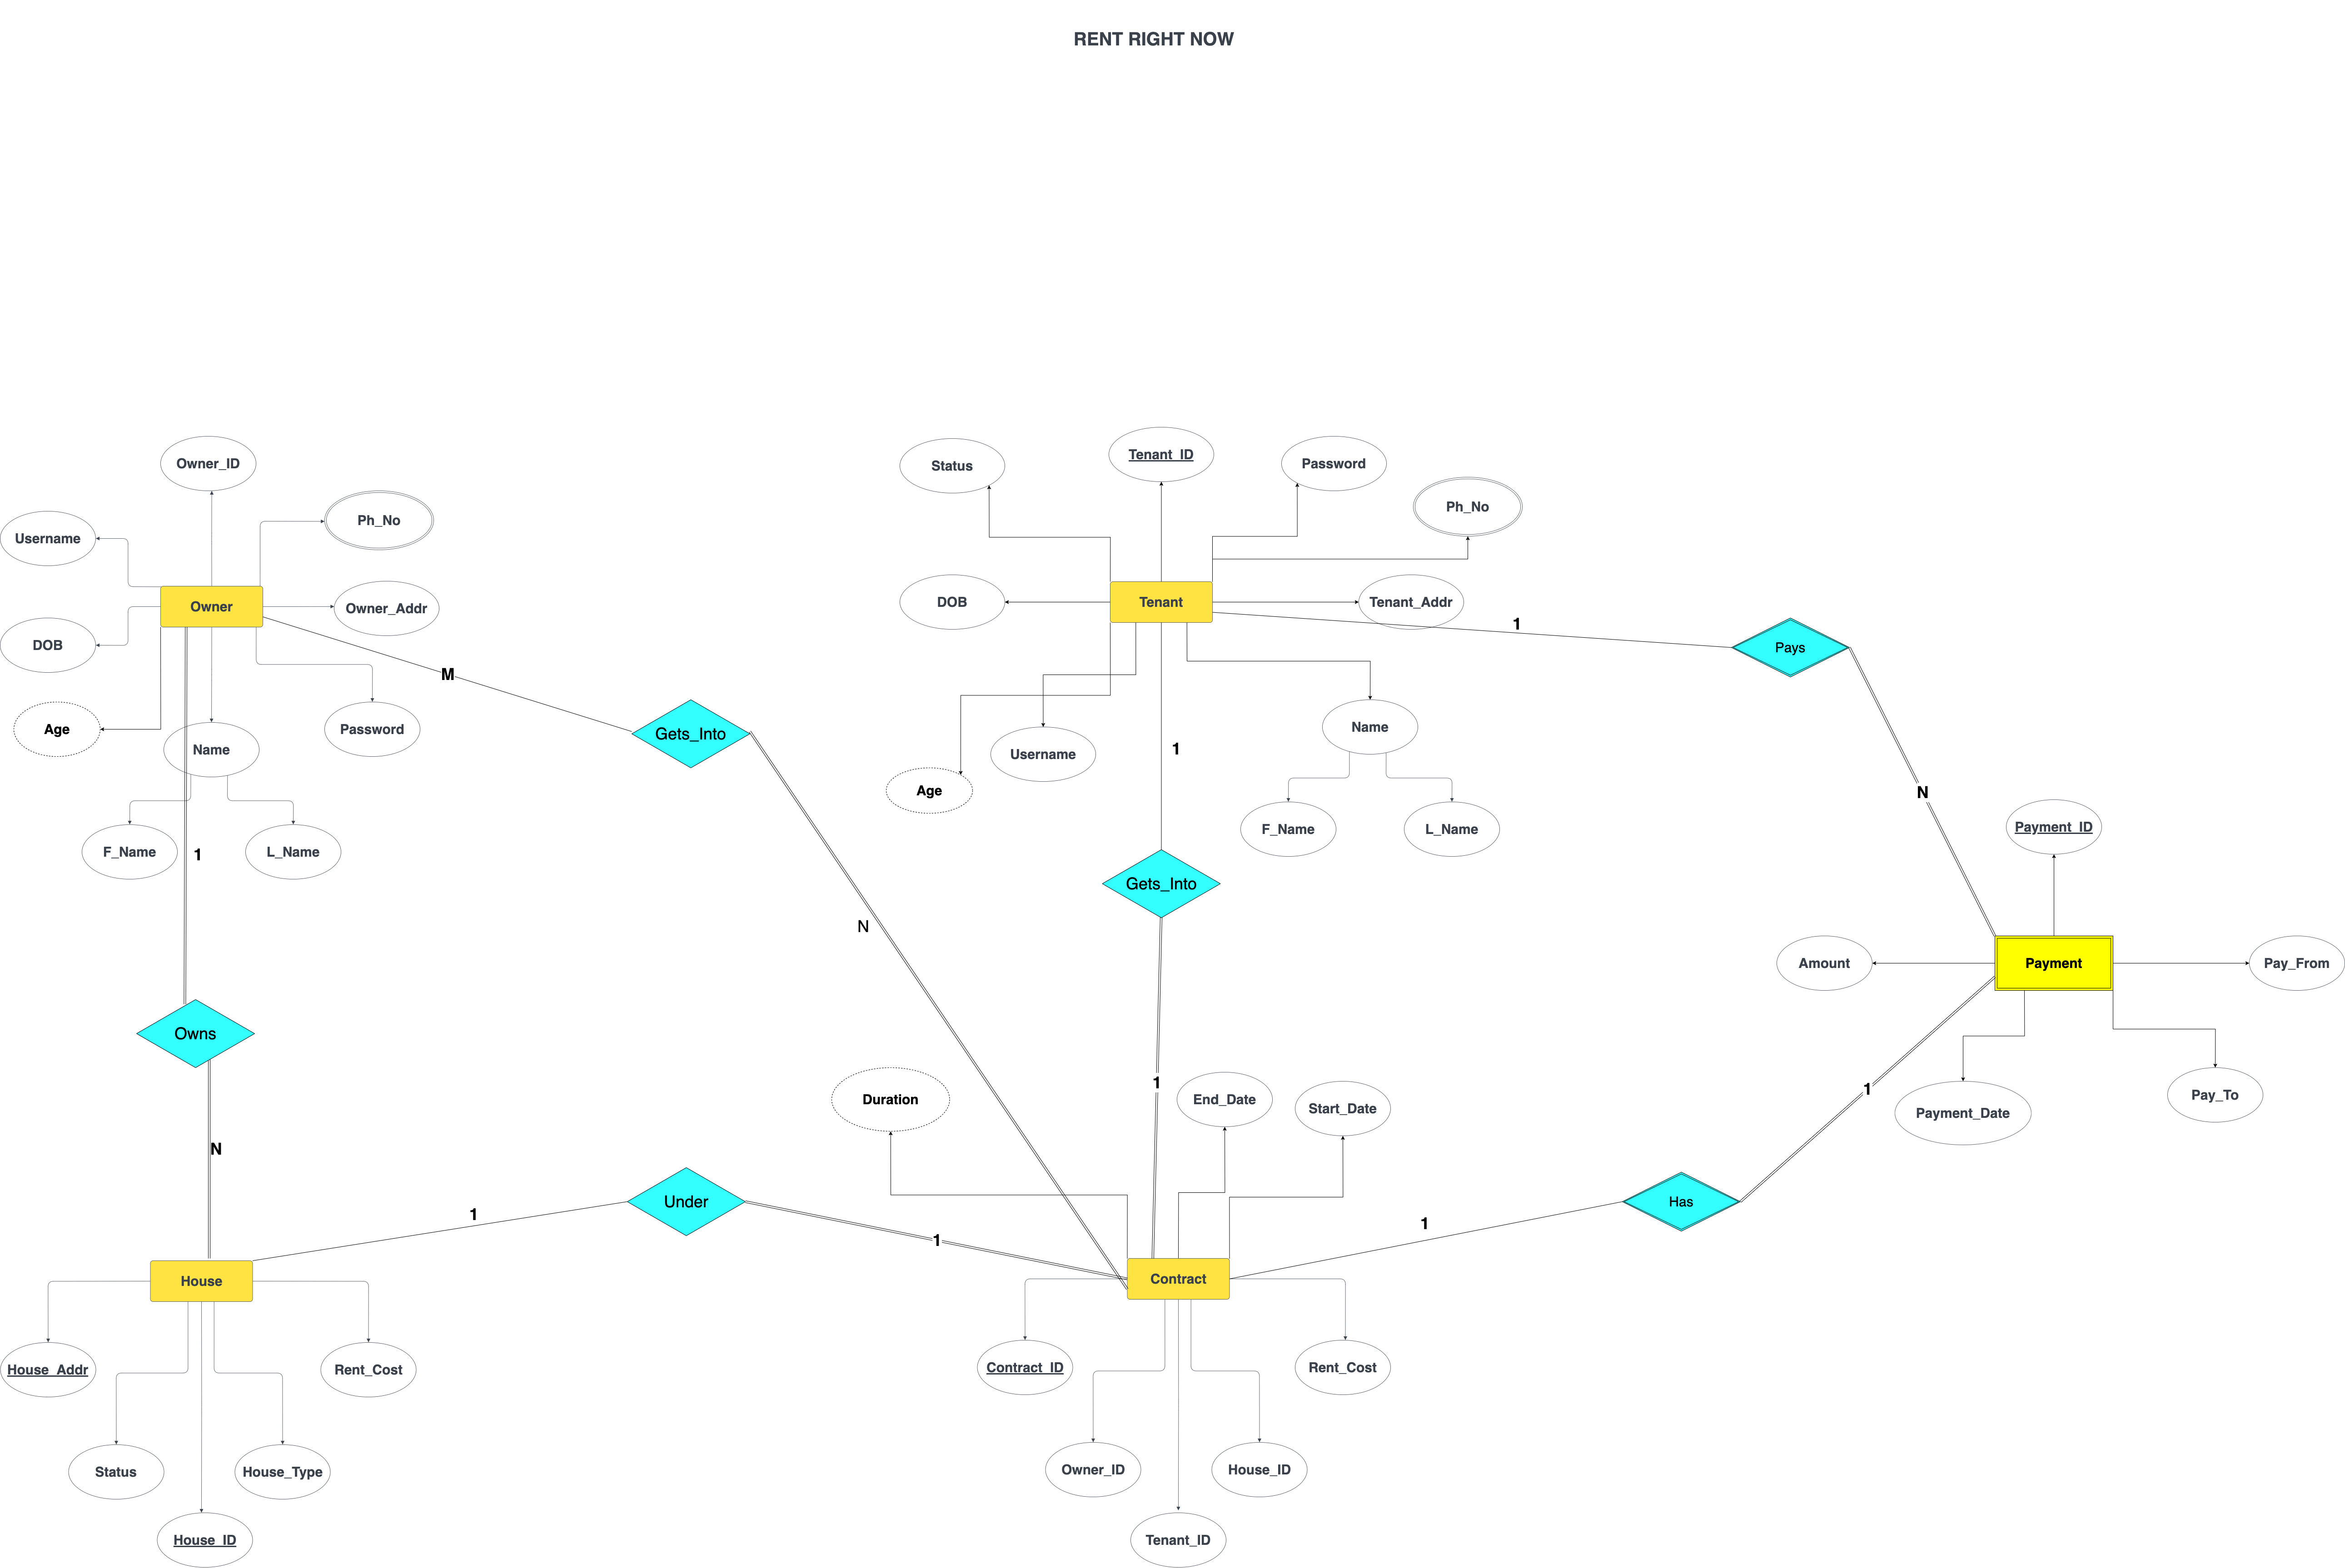 RENT RIGHT NOW
Owner_ID
Username
Ph_No
Owner
Owner_Addr
DOB
Age
Name
Password
F_Name
L_Name
1
Owns
N
M
Gets_Into
N
Status
Tenant_ID
Password
Ph_No
DOB
Tenant
Tenant_Addr
Username
Age
Name
F_Name
L_Name
1
Gets_Into
1
1
Pays
N
Payment_ID
Amount
Payment
Pay_From
Payment_Date
Pay_To
1
Has
1
Duration
End_Date
Start_Date
1
Under
1
House
House_Addr
Rent_Cost
Status
House_Type
House_ID
Contract
Contract_ID
Rent_Cost
Owner_ID
House_ID
Tenant_ID